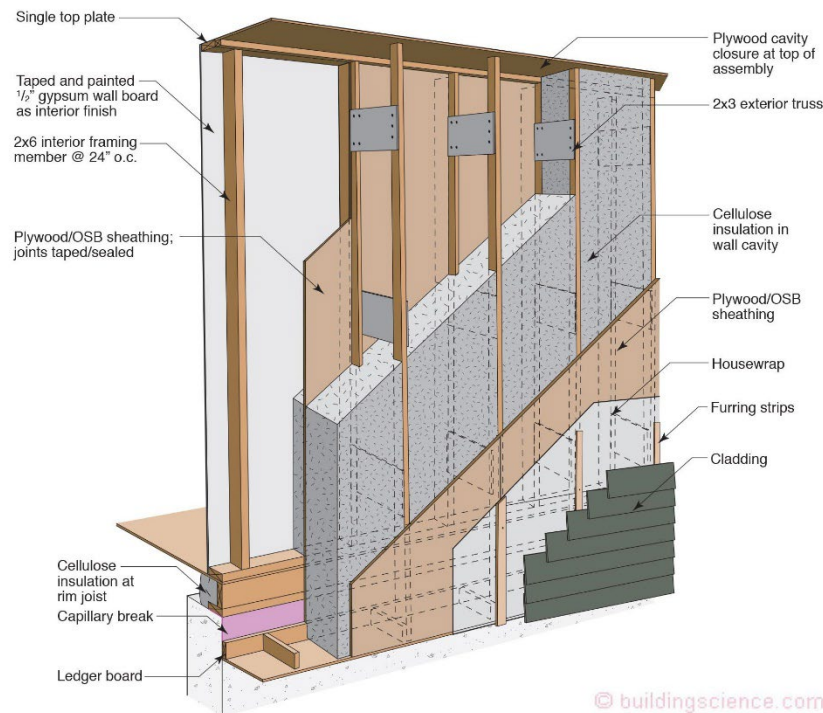 Single top plate
Taped and painted
1/2" gypsum wall board
as interior finish
2x6 interior framing
member @ 24" o.c.
Plywood/OSB sheathing;
joints taped/sealed
Cellulose
insulation at
rim joist
Capillary break
Ledger board
Plywood cavity
closure at top of
assembly
2x3 exterior truss
Cellulose
insulation in
wall cavity
Plywood/OSB
sheathing
Housewrap
Furring strips
Cladding
© buildingscience.com